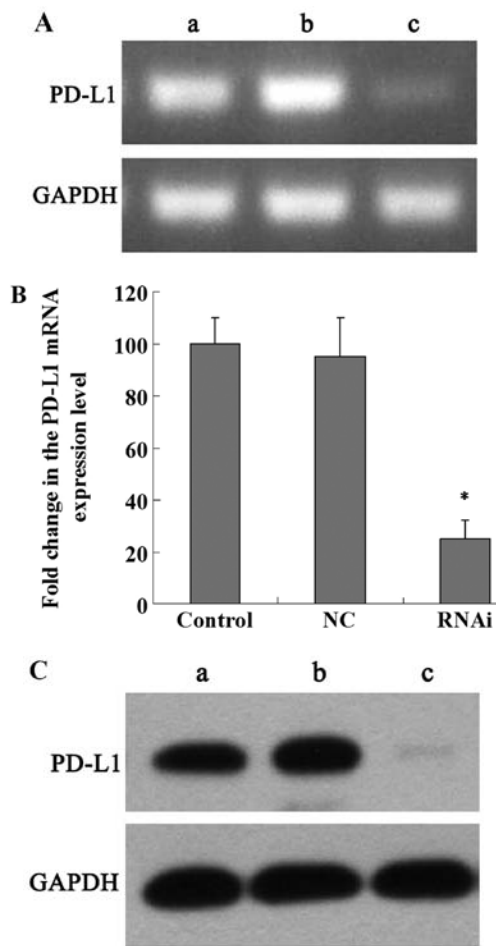 A
a b c
PD-L1
GAPDH
B
Fold change in the PD-L1 mRNA
expression level
120
100
80
60
40
20
0
Control NC RNAi
*
C
a b c
PD-L1
GAPDH